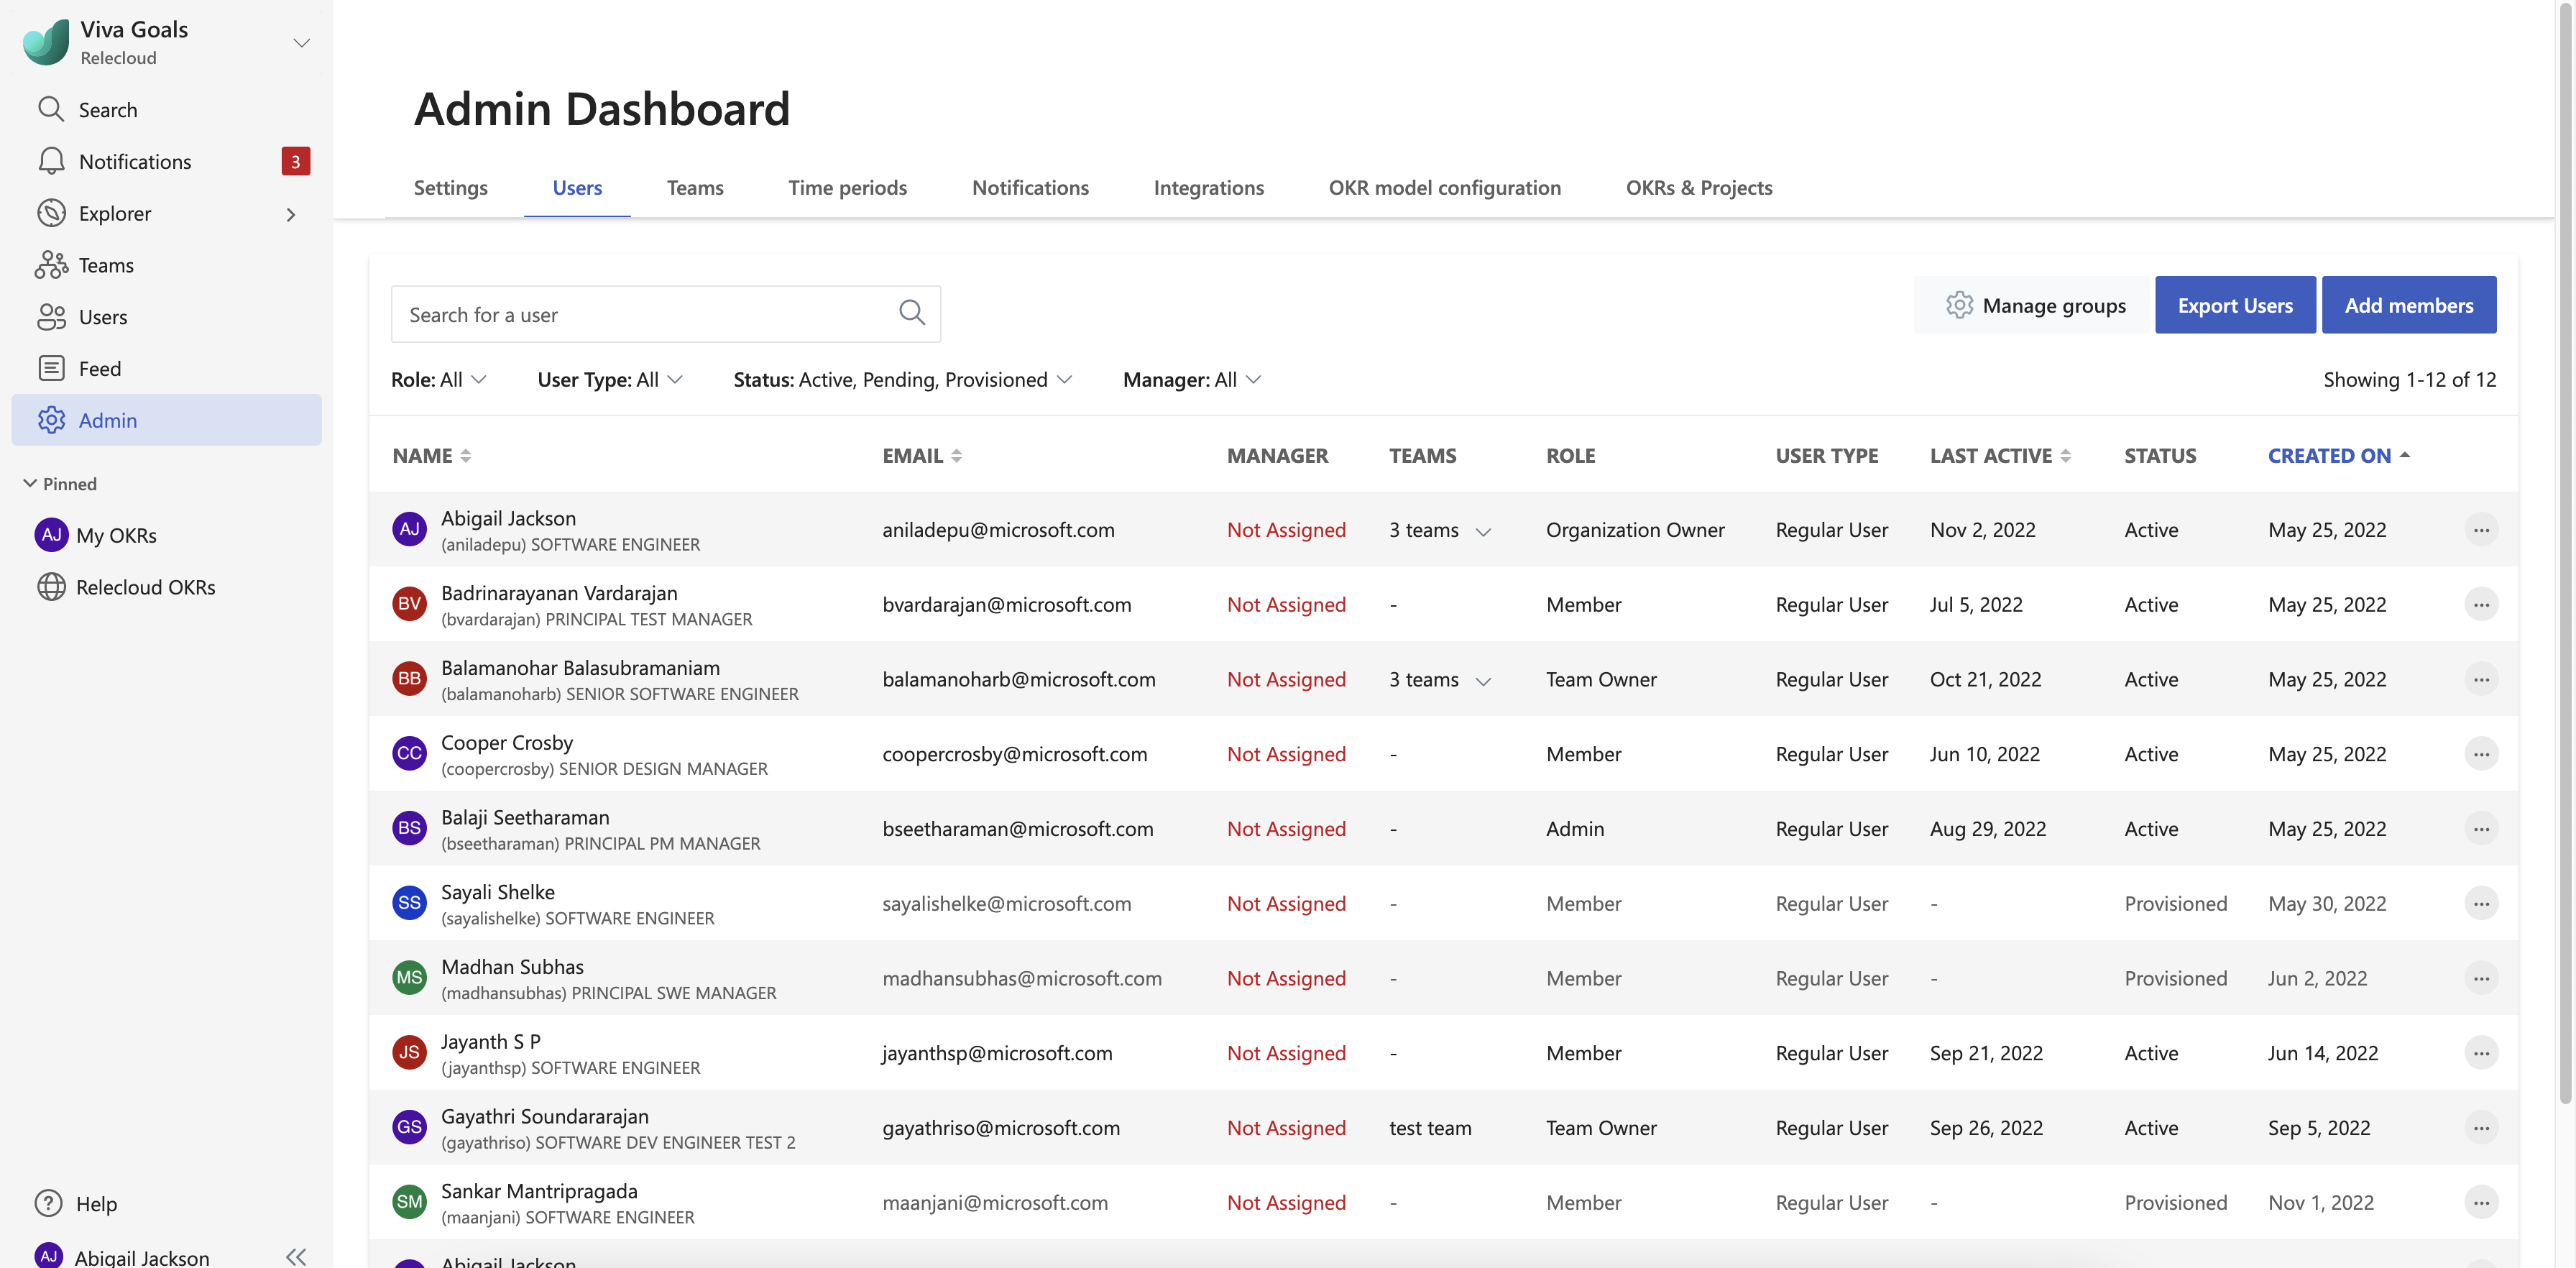 Viva Goals
Relecloud
Search
Notifications 3
Explorer
Teams
Users
Feed
Admin
Pinned
AJ My OKRs
Relecloud OKRs
Help
AJ Abigail Jackson
Admin Dashboard
Settings Users Teams Time periods Notifications Integrations OKR model configuration OKRs & Projects
Search for a user
Manage groups Export Users Add members
Role: All User Type: All Status: Active, Pending, Provisioned Manager: All Showing 1-12 of 12
NAME EMAIL MANAGER TEAMS ROLE USER TYPE LAST ACTIVE STATUS CREATED ON
AJ Abigail Jackson
(aniladepu) SOFTWARE ENGINEER
aniladepu@microsoft.com Not Assigned 3 teams Organization Owner Regular User Nov 2, 2022 Active May 25, 2022 ...
BV Badrinarayanan Vardarajan
(bvardarajan) PRINCIPAL TEST MANAGER
bvardarajan@microsoft.com Not Assigned - Member Regular User Jul 5, 2022 Active May 25, 2022 ...
BB Balamanohar Balasubramaniam
(balamanoharb) SENIOR SOFTWARE ENGINEER
balamanoharb@microsoft.com Not Assigned 3 teams Team Owner Regular User Oct 21, 2022 Active May 25, 2022 ...
CC Cooper Crosby
(coopercrosby) SENIOR DESIGN MANAGER
coopercrosby@microsoft.com Not Assigned - Member Regular User Jun 10, 2022 Active May 25, 2022 ...
BS Balaji Seetharaman
(bseetharaman) PRINCIPAL PM MANAGER
bseetharaman@microsoft.com Not Assigned - Admin Regular User Aug 29, 2022 Active May 25, 2022 ...
SS Sayali Shelke
(sayalishelke) SOFTWARE ENGINEER
sayalishelke@microsoft.com Not Assigned - Member Regular User - Provisioned May 30, 2022 ...
MS Madhan Subhas
(madhansubhas) PRINCIPAL SWE MANAGER
madhansubhas@microsoft.com Not Assigned - Member Regular User - Provisioned Jun 2, 2022 ...
JS Jayanth S P
(jayanthsp) SOFTWARE ENGINEER
jayanthsp@microsoft.com Not Assigned - Member Regular User Sep 21, 2022 Active Jun 14, 2022 ...
GS Gayathri Soundararajan
(gayathriso) SOFTWARE DEV ENGINEER TEST 2
gayathriso@microsoft.com Not Assigned test team Team Owner Regular User Sep 26, 2022 Active Sep 5, 2022 ...
SM Sankar Mantripragada
(maanjani) SOFTWARE ENGINEER
maanjani@microsoft.com Not Assigned - Member Regular User - Provisioned Nov 1, 2022 ...
Abigail Jackson